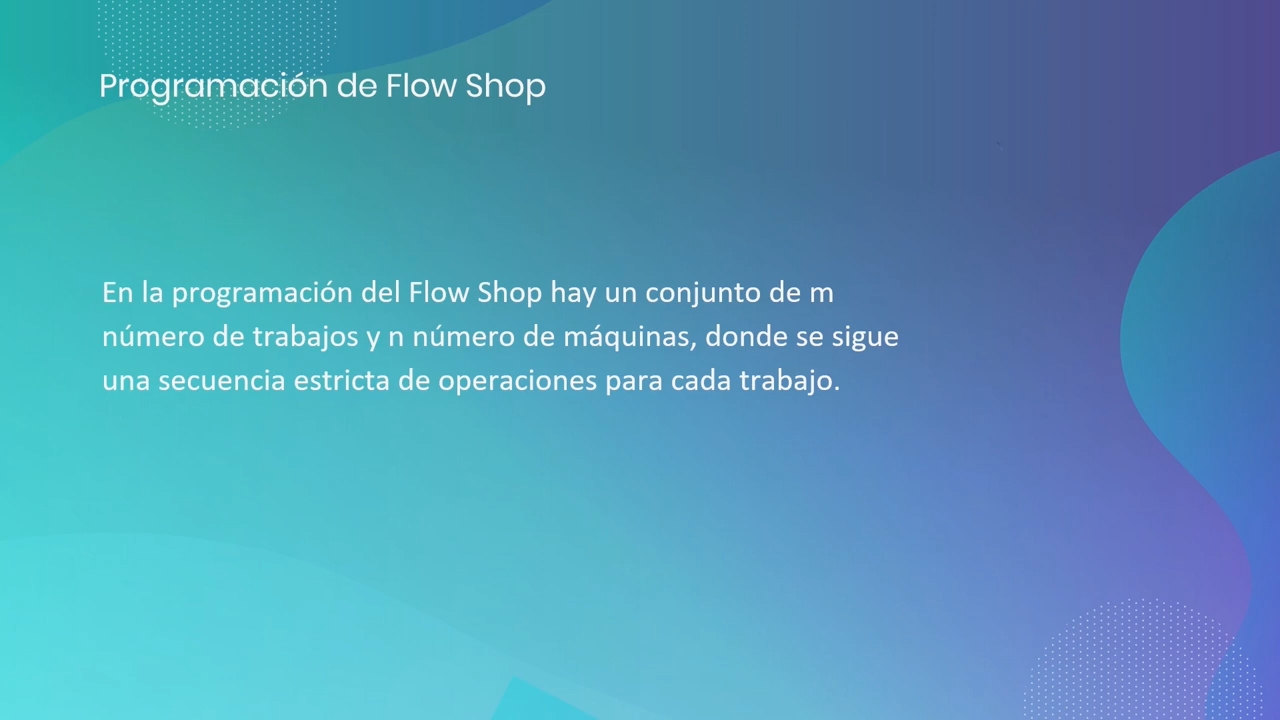 Programación de Flow Shop
En la programación del Flow Shop hay un conjunto de m
número de trabajos y n número de máquinas, donde se sigue
una secuencia estricta de operaciones para cada trabajo.